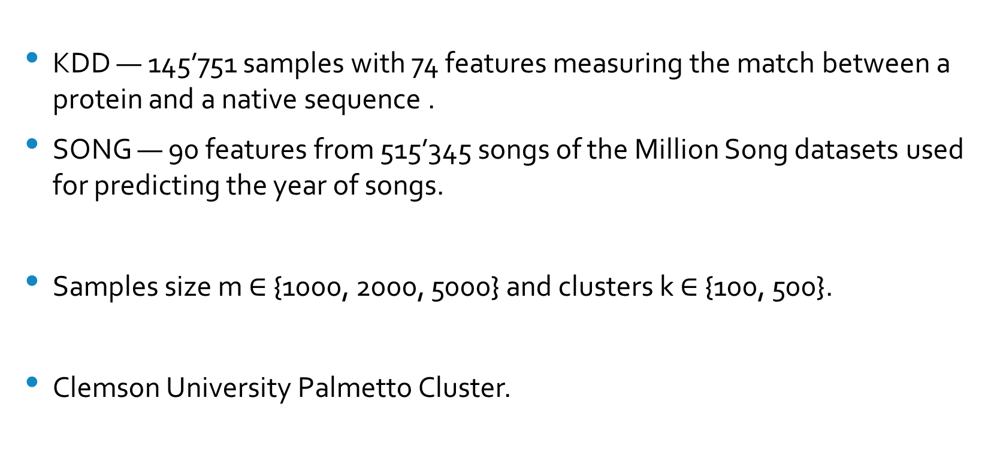 • KDD — 145’751 samples with 74 features measuring the match between a
protein and a native sequence .
• SONG — 90 features from 515’345 songs of the Million Song datasets used
for predicting the year of songs.
• Samples size m ∈ {1000, 2000, 5000} and clusters k ∈ {100, 500}.
• Clemson University Palmetto Cluster.